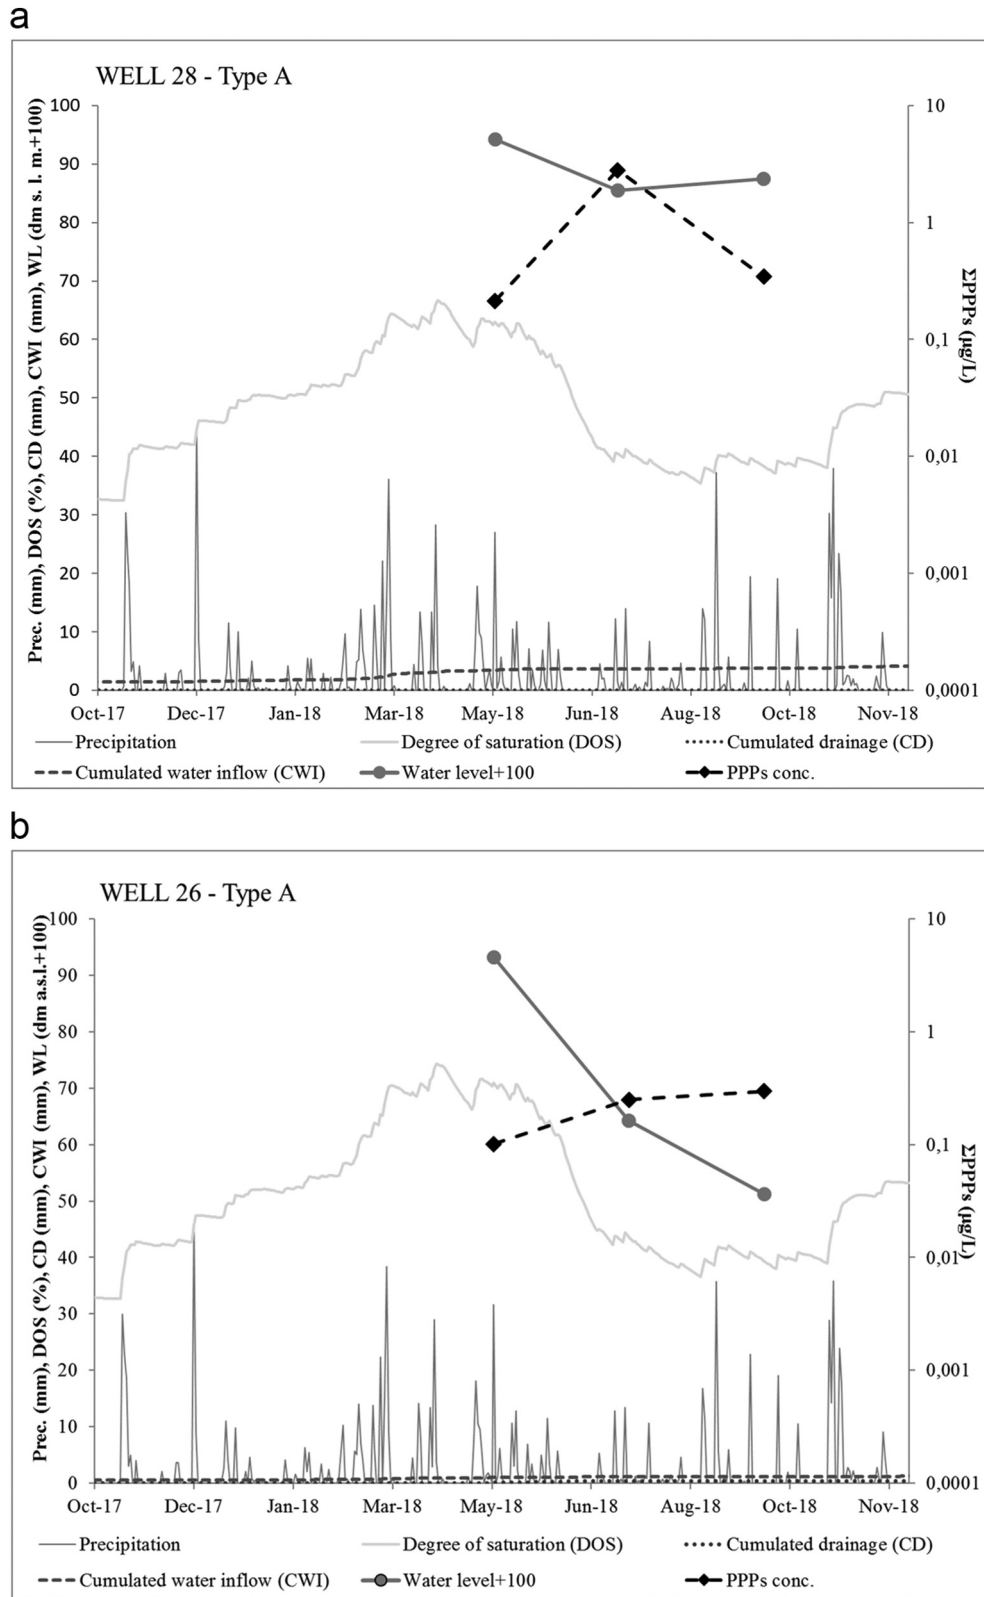 a
WELL 28 - Type A
Prec. (mm), DOS (%), CD (mm), CWI (mm), WL (dm s. l. m.+100)
100
90
80
70
60
50
40
30
20
10
0
10
1
0,1
0,01
0,001
0,0001
ΣPPPs (µg/L)
Oct-17 Dec-17 Jan-18 Mar-18 May-18 Jun-18 Aug-18 Oct-18 Nov-18
Precipitation Degree of saturation (DOS) Cumulated drainage (CD)
Cumulated water inflow (CWI) Water level+100 PPPs conc.
b
WELL 26 - Type A
Prec. (mm), DOS (%), CD (mm), CWI (mm), WL (dm a.s.l.+100)
100
90
80
70
60
50
40
30
20
10
0
10
1
0,1
0,01
0,001
0,0001
ΣPPPs (µg/L)
Oct-17 Dec-17 Jan-18 Mar-18 May-18 Jun-18 Aug-18 Oct-18 Nov-18
Precipitation Degree of saturation (DOS) Cumulated drainage (CD)
Cumulated water inflow (CWI) Water level+100 PPPs conc.